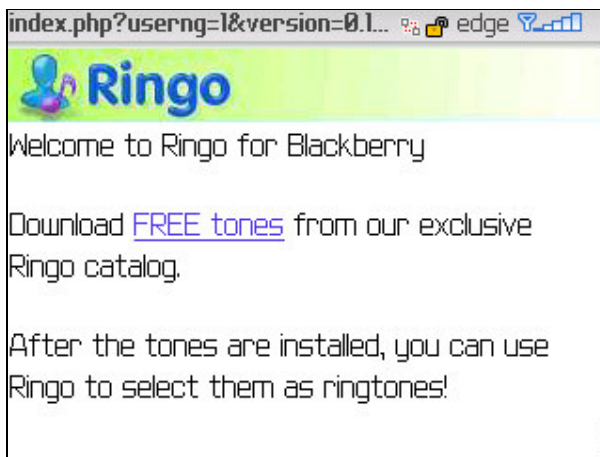 index.php?userng=1&version=0.1... edge
Ringo
Welcome to Ringo for Blackberry
Download FREE tones from our exclusive
Ringo catalog.
After the tones are installed, you can use
Ringo to select them as ringtones!